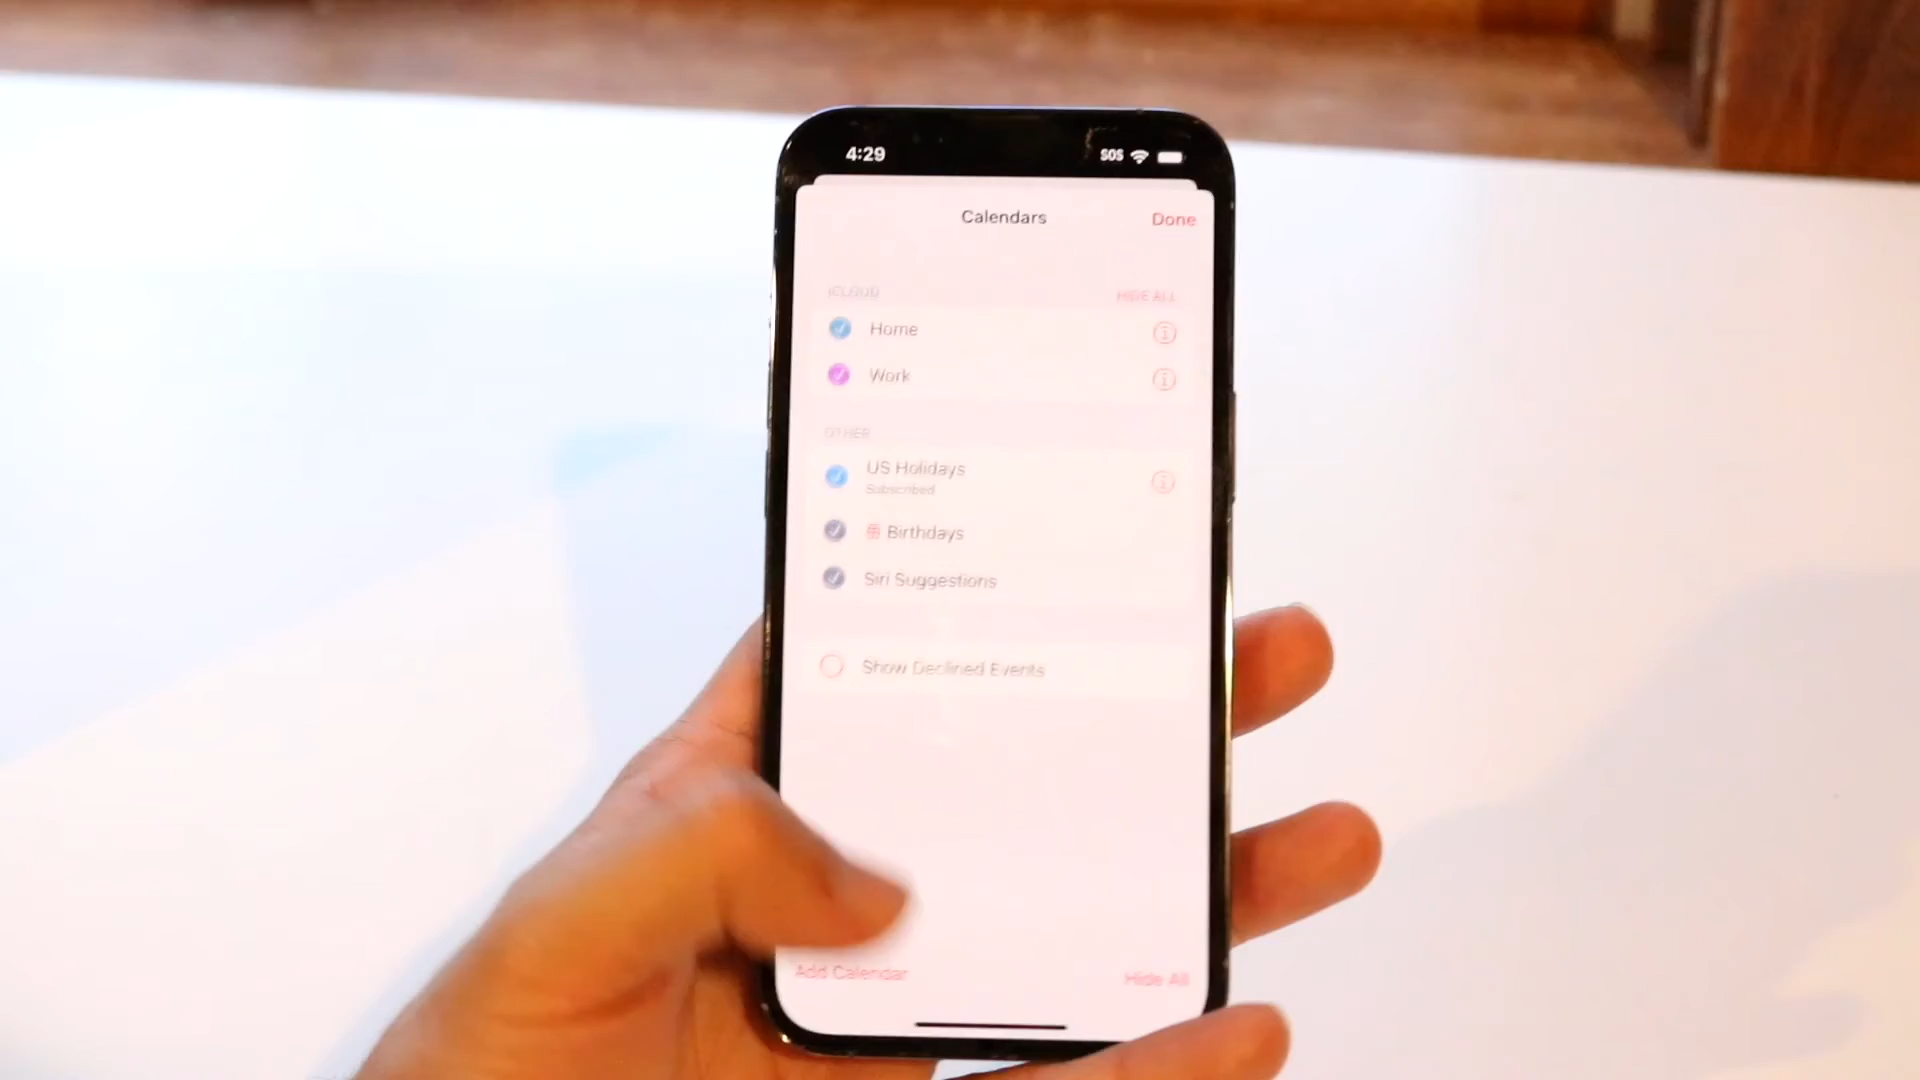 4:29 SOS
Calendars Done
ICLOUD HIDE ALL
Home
Work
OTHER
US Holidays
Subscribed
Birthdays
Siri Suggestions
Show Declined Events
Add Calendar Hide All